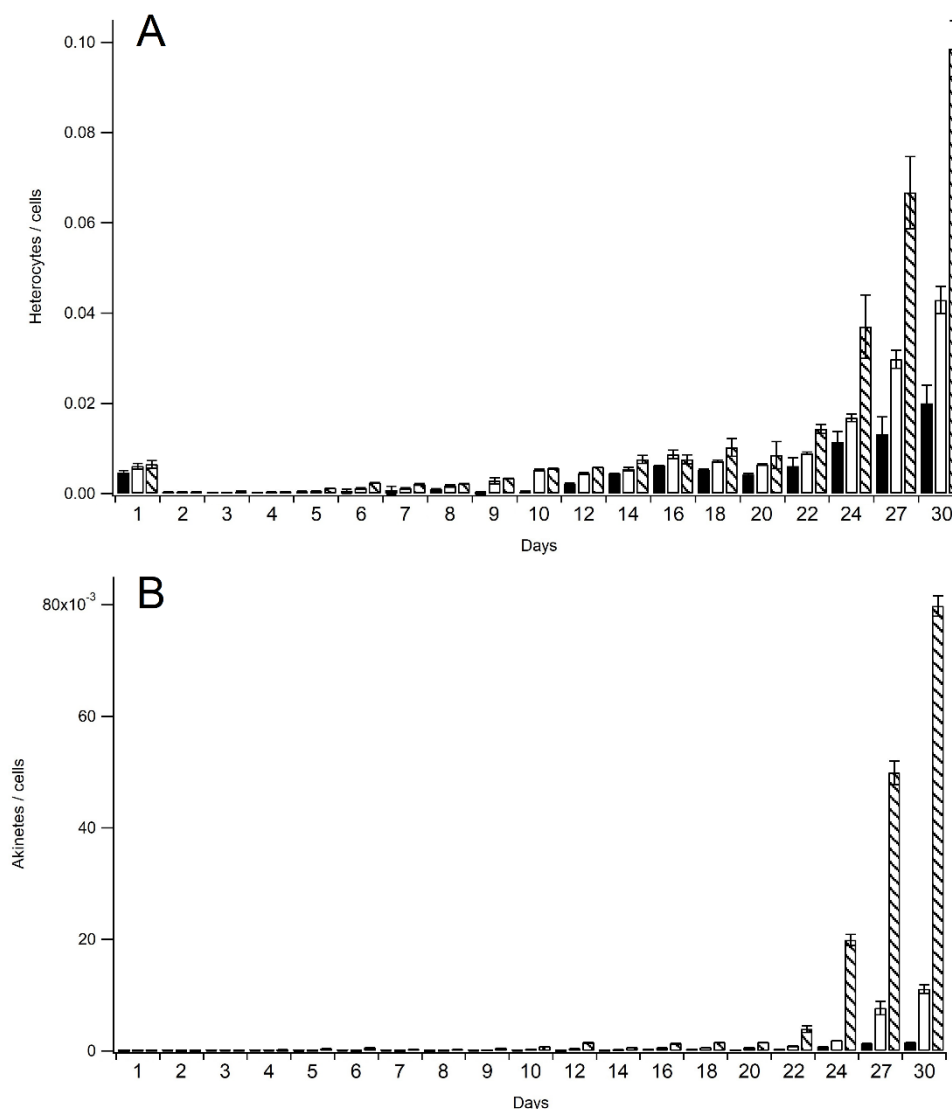 A
0.10
0.08
0.06
0.04
0.02
0.00
Heterocytes / cells
1 2 3 4 5 6 7 8 9 10 12 14 16 18 20 22 24 27 30
Days
B
80x10⁻³
60
40
20
0
Akinetes / cells
1 2 3 4 5 6 7 8 9 10 12 14 16 18 20 22 24 27 30
Days